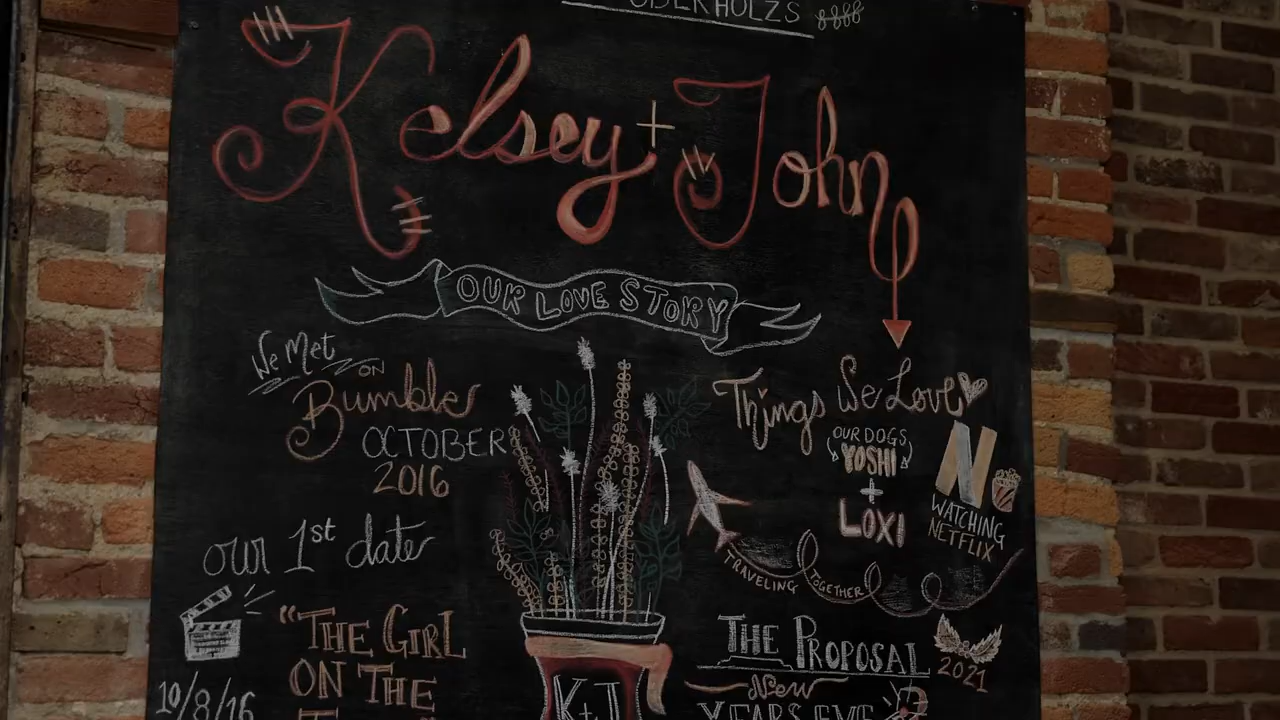 OBERHOLZS
Kelsey + John
OUR LOVE STORY
We Met
ON
Bumble
OCTOBER
2016
our 1st date
"THE GIRL
ON THE
10/8/16
Things We Love
OUR DOGS
YOSHI
+
LOXI
N
WATCHING
NETFLIX
TRAVELING TOGETHER
THE PROPOSAL
2021
New
YEARS EVE
K+J